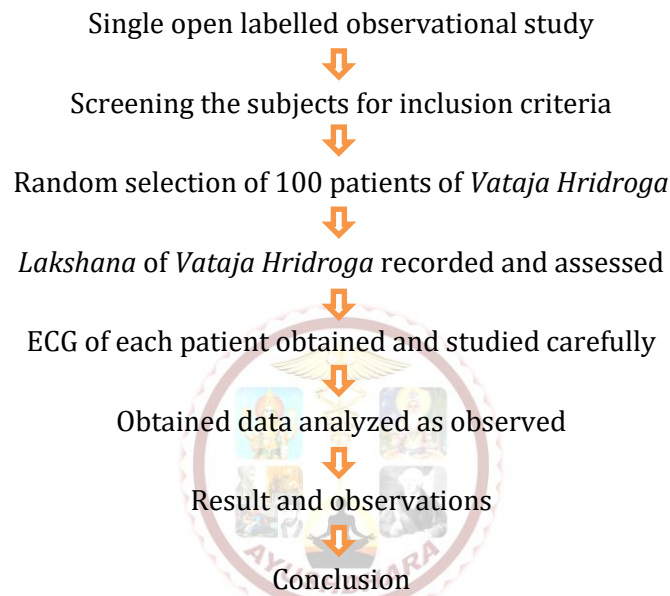 Single open labelled observational study
Screening the subjects for inclusion criteria
Random selection of 100 patients of Vataja Hridroga
Lakshana of Vataja Hridroga recorded and assessed
ECG of each patient obtained and studied carefully
Obtained data analyzed as observed
Result and observations
AYUSHDHARA
Conclusion